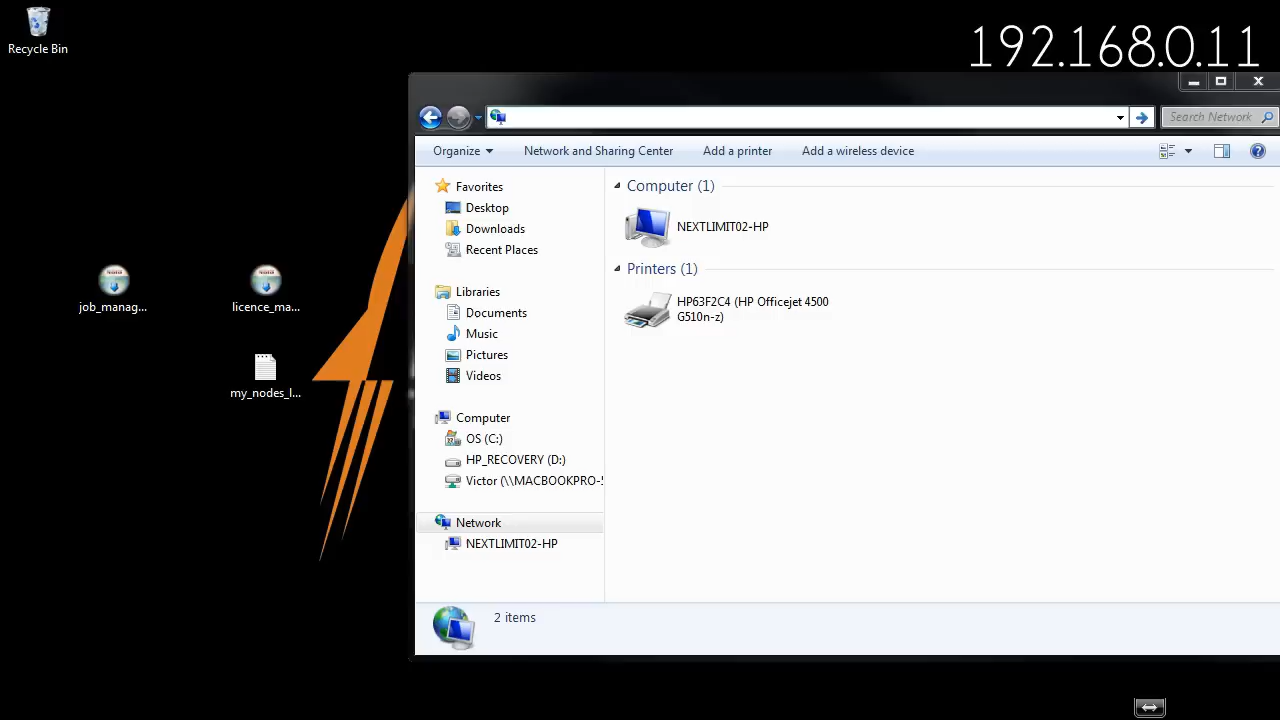 Recycle Bin
192.168.0.11
Search Network
Organize
Network and Sharing Center
Add a printer
Add a wireless device
Favorites
Desktop
Downloads
Recent Places
Libraries
Documents
Music
Pictures
Videos
Computer
OS (C:)
HP_RECOVERY (D:)
Victor (\\MACBOOKPRO-5
Network
NEXTLIMIT02-HP
Computer (1)
NEXTLIMIT02-HP
Printers (1)
HP63F2C4 (HP Officejet 4500
G510n-z)
job_manag...
licence_ma...
my_nodes_l...
2 items